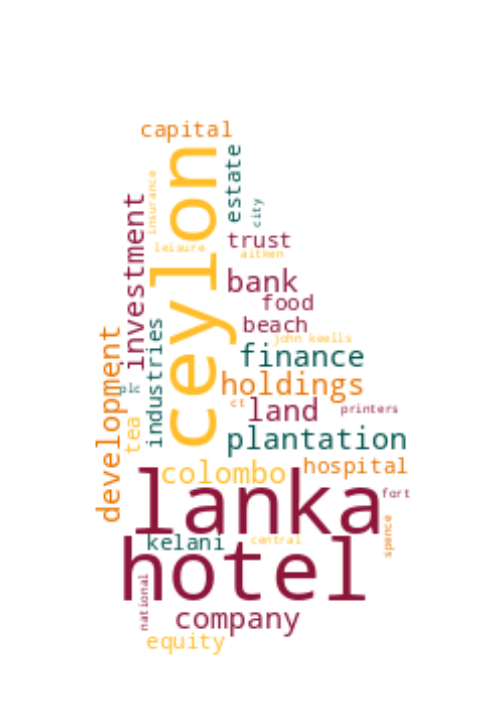 capital
ceylon
estate
insurance
city
investment
trust
leisure
aitken
bank
food
beach
john keells
industries
finance
development
holdings
plc
ct
land
printers
tea
plantation
colombo
hospital
lanka
fort
spence
kelani
central
hotel
national
company
equity